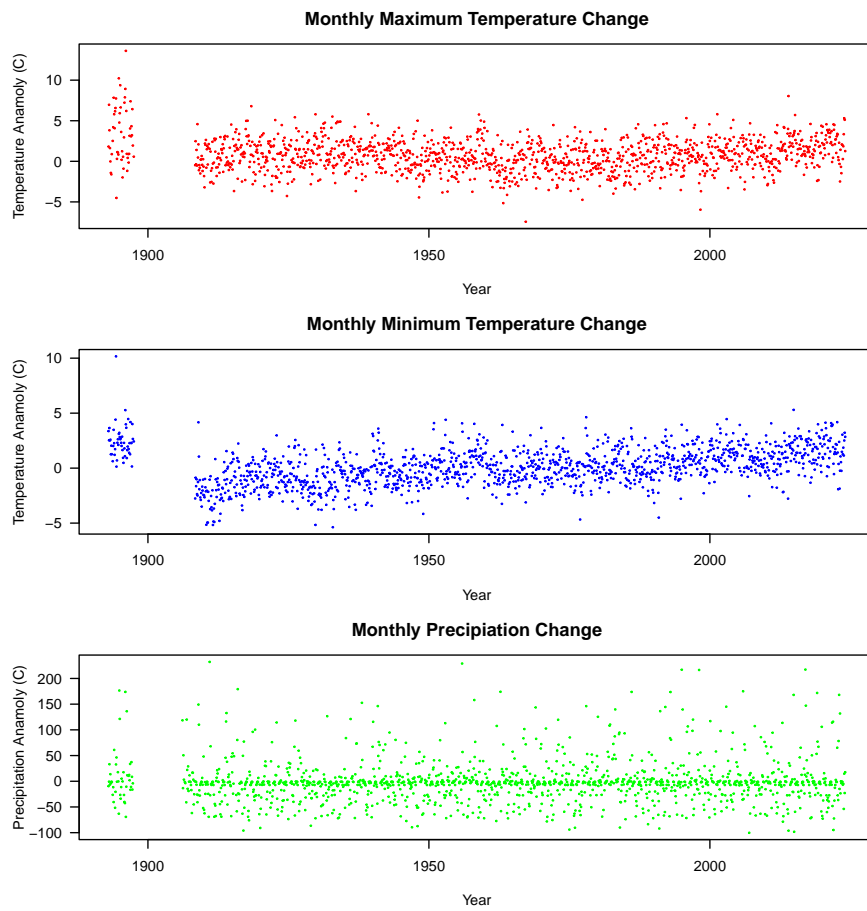 Monthly Maximum Temperature Change
Temperature Anamoly (C)
10
5
0
−5
1900
1950
2000
Year
Monthly Minimum Temperature Change
Temperature Anamoly (C)
10
5
0
−5
1900
1950
2000
Year
Monthly Precipiation Change
Precipitation Anamoly (C)
200
150
100
50
0
−50
−100
1900
1950
2000
Year